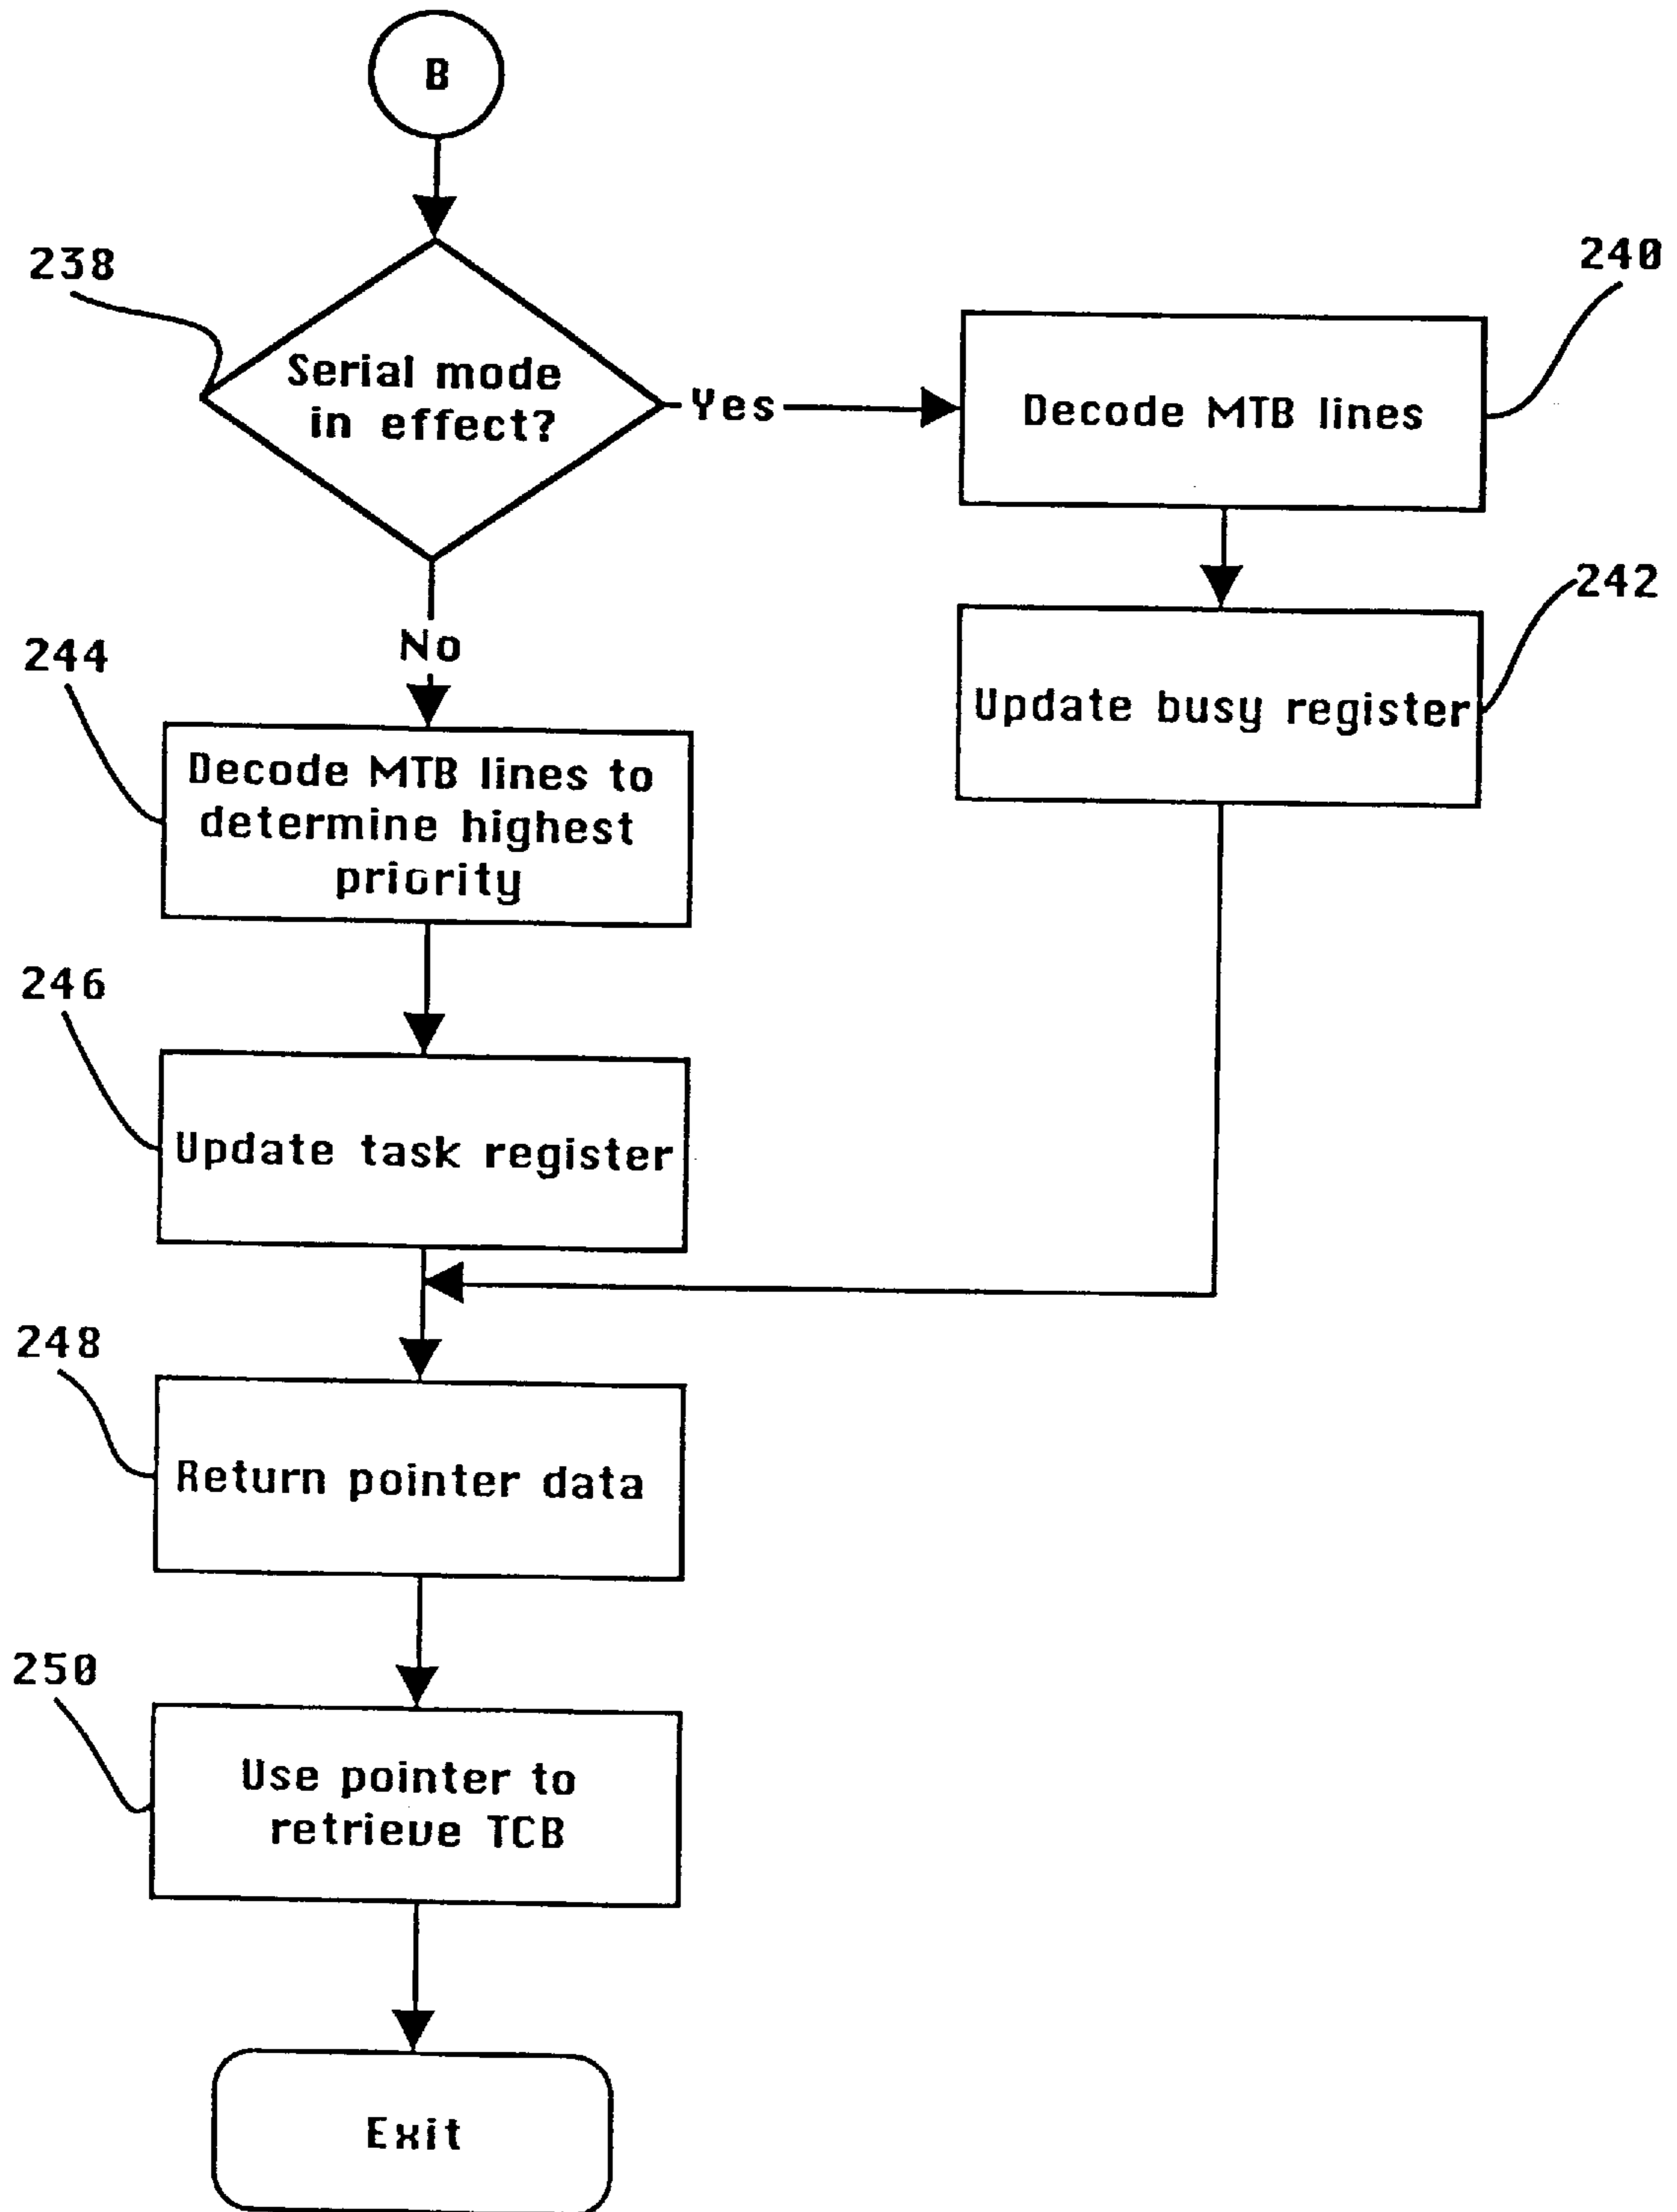 B
238
Serial mode
in effect?
Yes
240
Decode MTB lines
242
Update busy register
No
244
Decode MTB lines to
determine highest
priority
246
Update task register
248
Return pointer data
250
Use pointer to
retrieve TCB
Exit